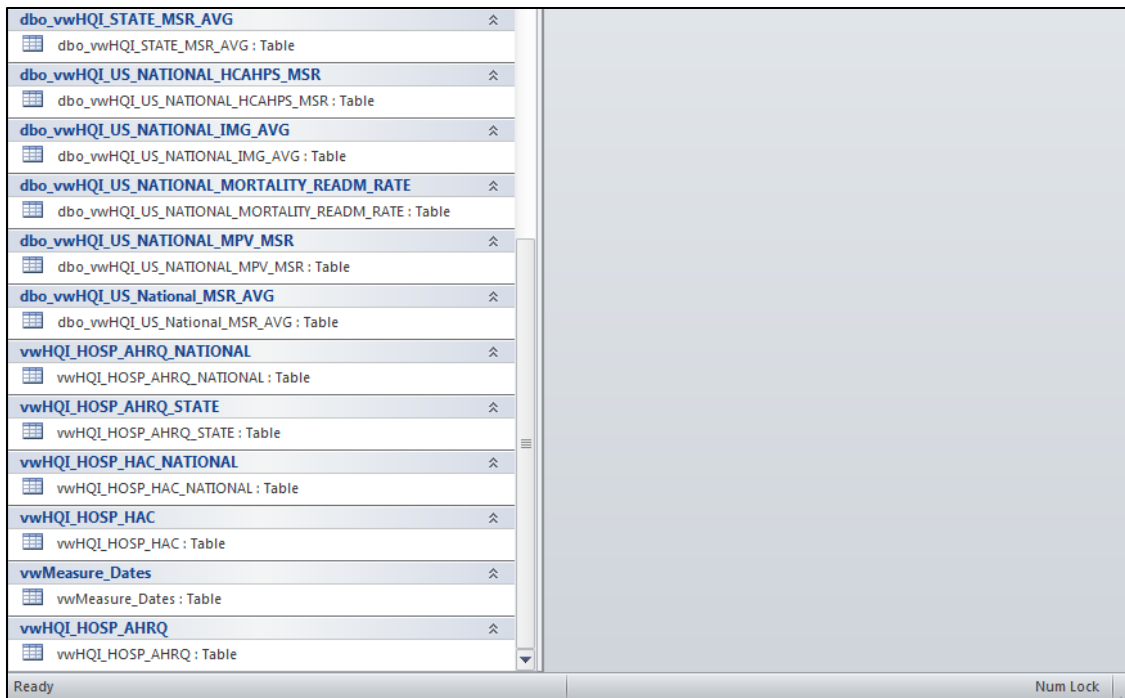 dbo_vwHQI_STATE_MSR_AVG
dbo_vwHQI_STATE_MSR_AVG : Table
dbo_vwHQI_US_NATIONAL_HCAHPS_MSR
dbo_vwHQI_US_NATIONAL_HCAHPS_MSR : Table
dbo_vwHQI_US_NATIONAL_IMG_AVG
dbo_vwHQI_US_NATIONAL_IMG_AVG : Table
dbo_vwHQI_US_NATIONAL_MORTALITY_READM_RATE
dbo_vwHQI_US_NATIONAL_MORTALITY_READM_RATE : Table
dbo_vwHQI_US_NATIONAL_MPV_MSR
dbo_vwHQI_US_NATIONAL_MPV_MSR : Table
dbo_vwHQI_US_National_MSR_AVG
dbo_vwHQI_US_National_MSR_AVG : Table
vwHQI_HOSP_AHRQ_NATIONAL
vwHQI_HOSP_AHRQ_NATIONAL : Table
vwHQI_HOSP_AHRQ_STATE
vwHQI_HOSP_AHRQ_STATE : Table
vwHQI_HOSP_HAC_NATIONAL
vwHQI_HOSP_HAC_NATIONAL : Table
vwHQI_HOSP_HAC
vwHQI_HOSP_HAC : Table
vwMeasure_Dates
vwMeasure_Dates : Table
vwHQI_HOSP_AHRQ
vwHQI_HOSP_AHRQ : Table
Ready Num Lock